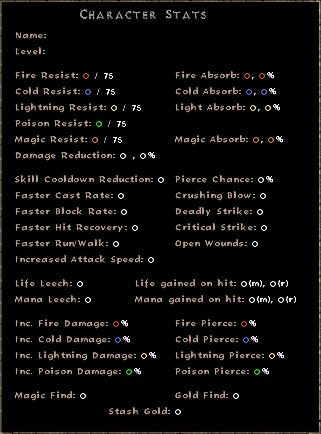 Character Stats
Name:
Level:
Fire Resist: 0 / 75 Fire Absorb: 0, 0%
Cold Resist: 0 / 75 Cold Absorb: 0, 0%
Lightning Resist: 0 / 75 Light Absorb: 0, 0%
Poison Resist: 0 / 75
Magic Resist: 0 / 75 Magic Absorb: 0, 0%
Damage Reduction: 0 , 0%
Skill Cooldown Reduction: 0 Pierce Chance: 0%
Faster Cast Rate: 0 Crushing Blow: 0
Faster Block Rate: 0 Deadly Strike: 0
Faster Hit Recovery: 0 Critical Strike: 0
Faster Run/Walk: 0 Open Wounds: 0
Increased Attack Speed: 0
Life Leech: 0 Life gained on hit: 0(m), 0(r)
Mana Leech: 0 Mana gained on hit: 0(m), 0(r)
Inc. Fire Damage: 0% Fire Pierce: 0%
Inc. Cold Damage: 0% Cold Pierce: 0%
Inc. Lightning Damage: 0% Lightning Pierce: 0%
Inc. Poison Damage: 0% Poison Pierce: 0%
Magic Find: 0 Gold Find: 0
Stash Gold: 0